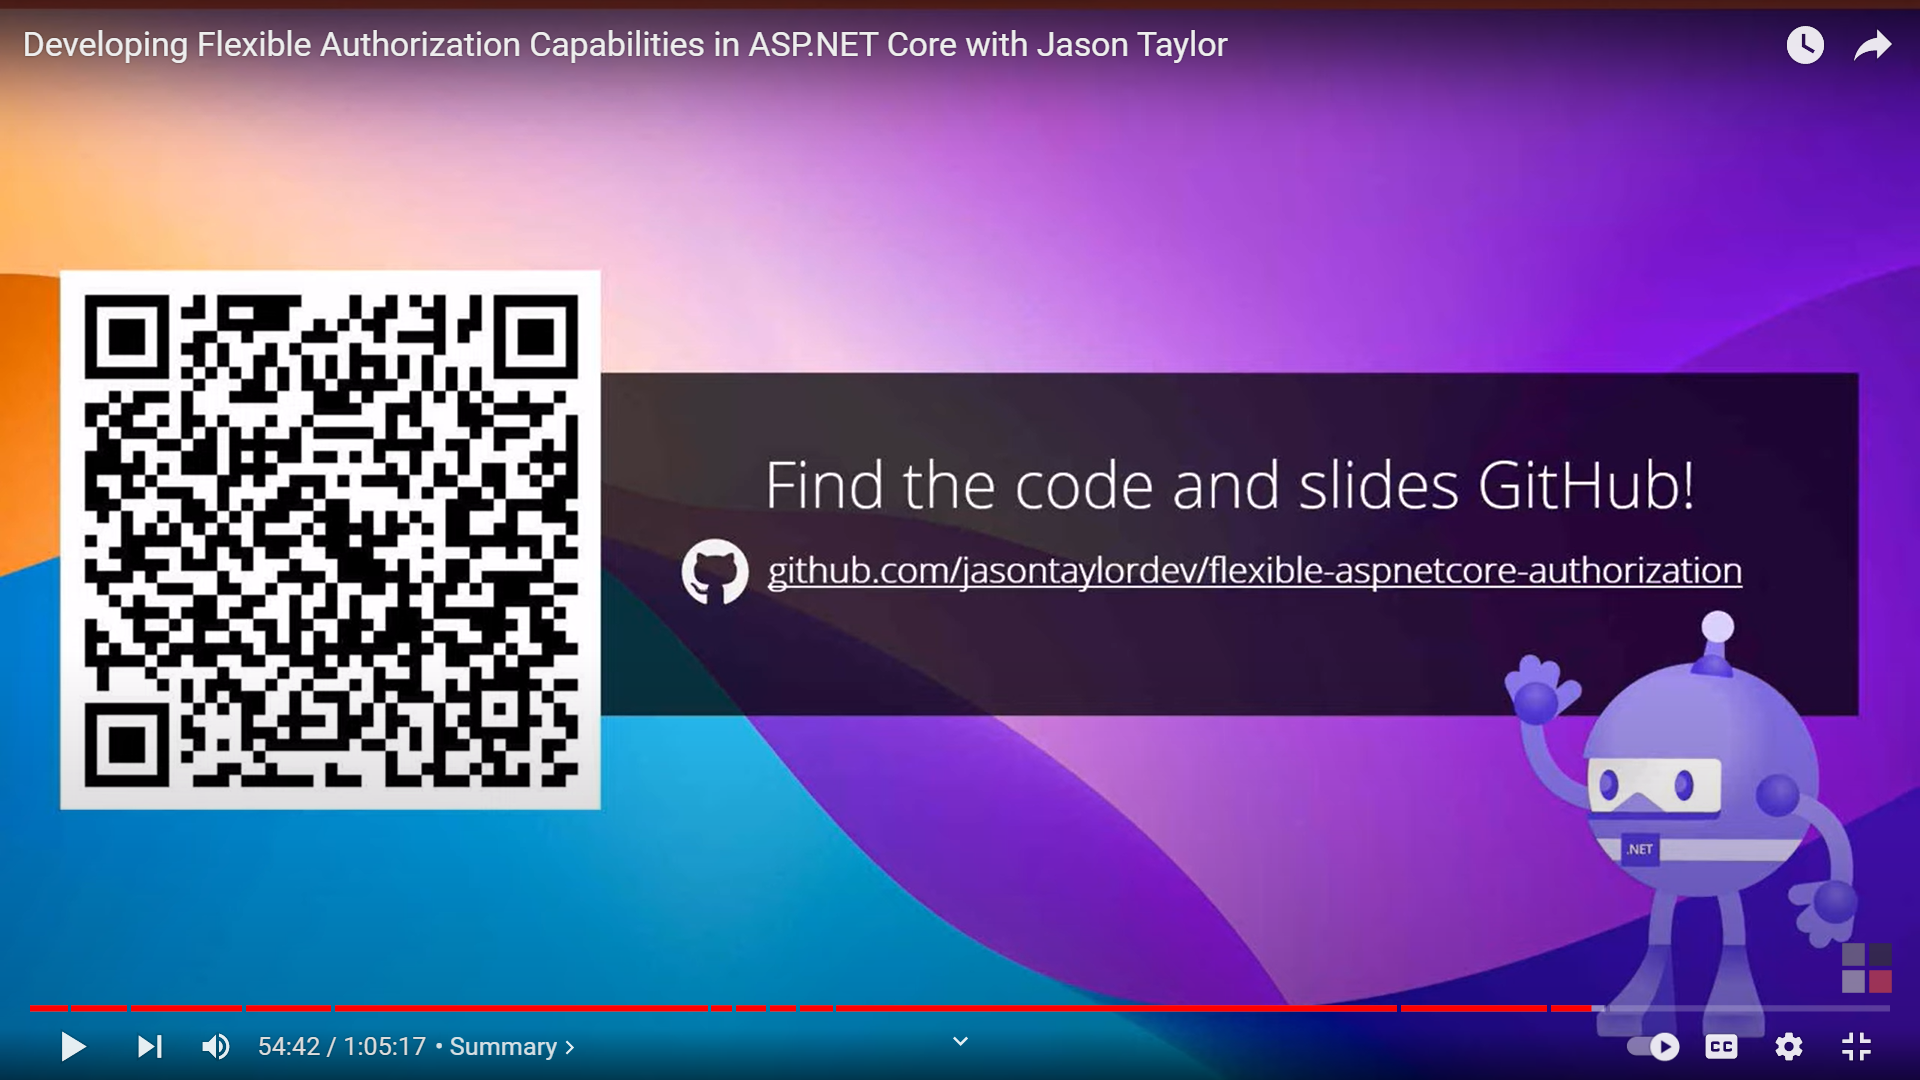 Developing Flexible Authorization Capabilities in ASP.NET Core with Jason Taylor
Find the code and slides GitHub!
github.com/jasontaylordev/flexible-aspnetcore-authorization
.NET
54:42 / 1:05:17 • Summary >
CC